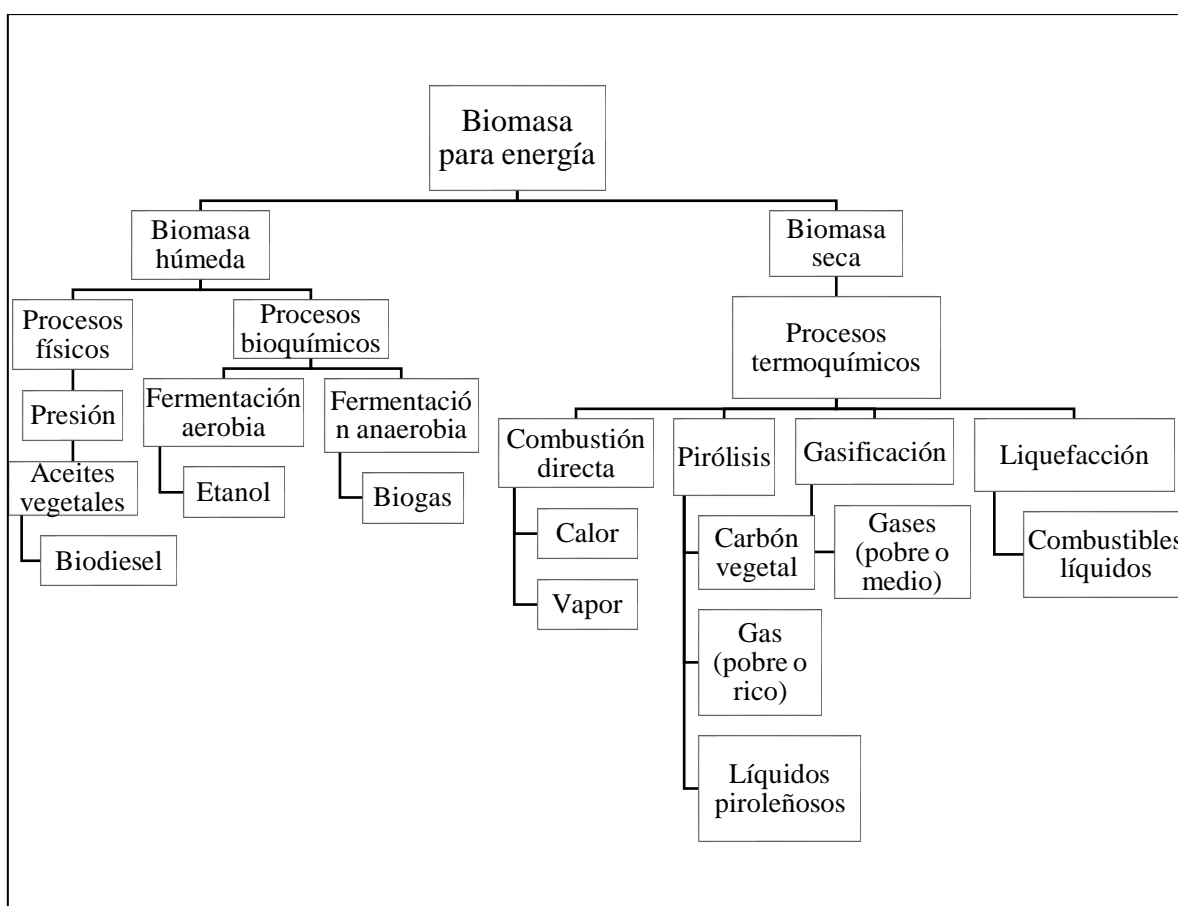 Biomasa
para energía
Biomasa
húmeda
Biomasa
seca
Procesos
físicos
Procesos
bioquímicos
Procesos
termoquímicos
Presión
Fermentación
aerobia
Fermentació
n anaerobia
Combustión
directa
Pirólisis
Gasificación
Liquefacción
Aceites
vegetales
Etanol
Biogas
Biodiesel
Calor
Vapor
Carbón
vegetal
Gases
(pobre o
medio)
Combustibles
líquidos
Gas
(pobre o
rico)
Líquidos
piroleñosos